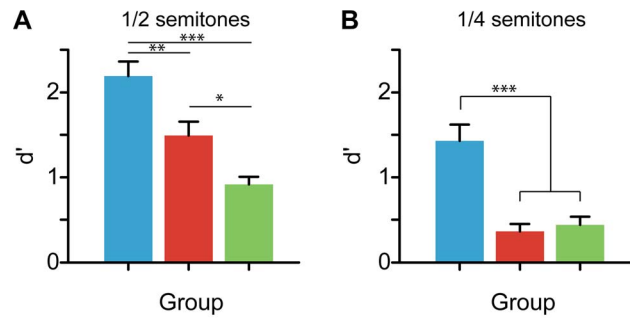 A
1/2 semitones
***
**
*
2
1
0
d'
Group
B
1/4 semitones
***
2
1
0
d'
Group